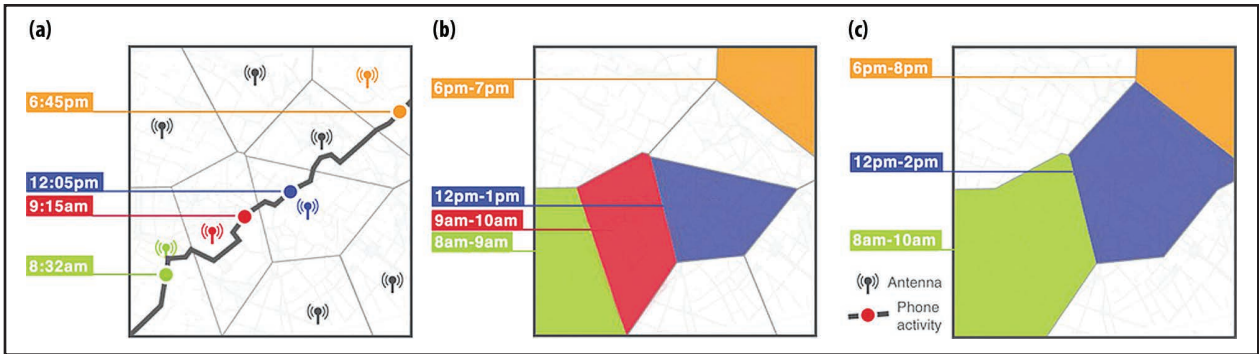 (a)
6:45pm
12:05pm
9:15am
8:32am
(b)
6pm-7pm
12pm-1pm
9am-10am
8am-9am
(c)
6pm-8pm
12pm-2pm
8am-10am
Antenna
Phone
activity